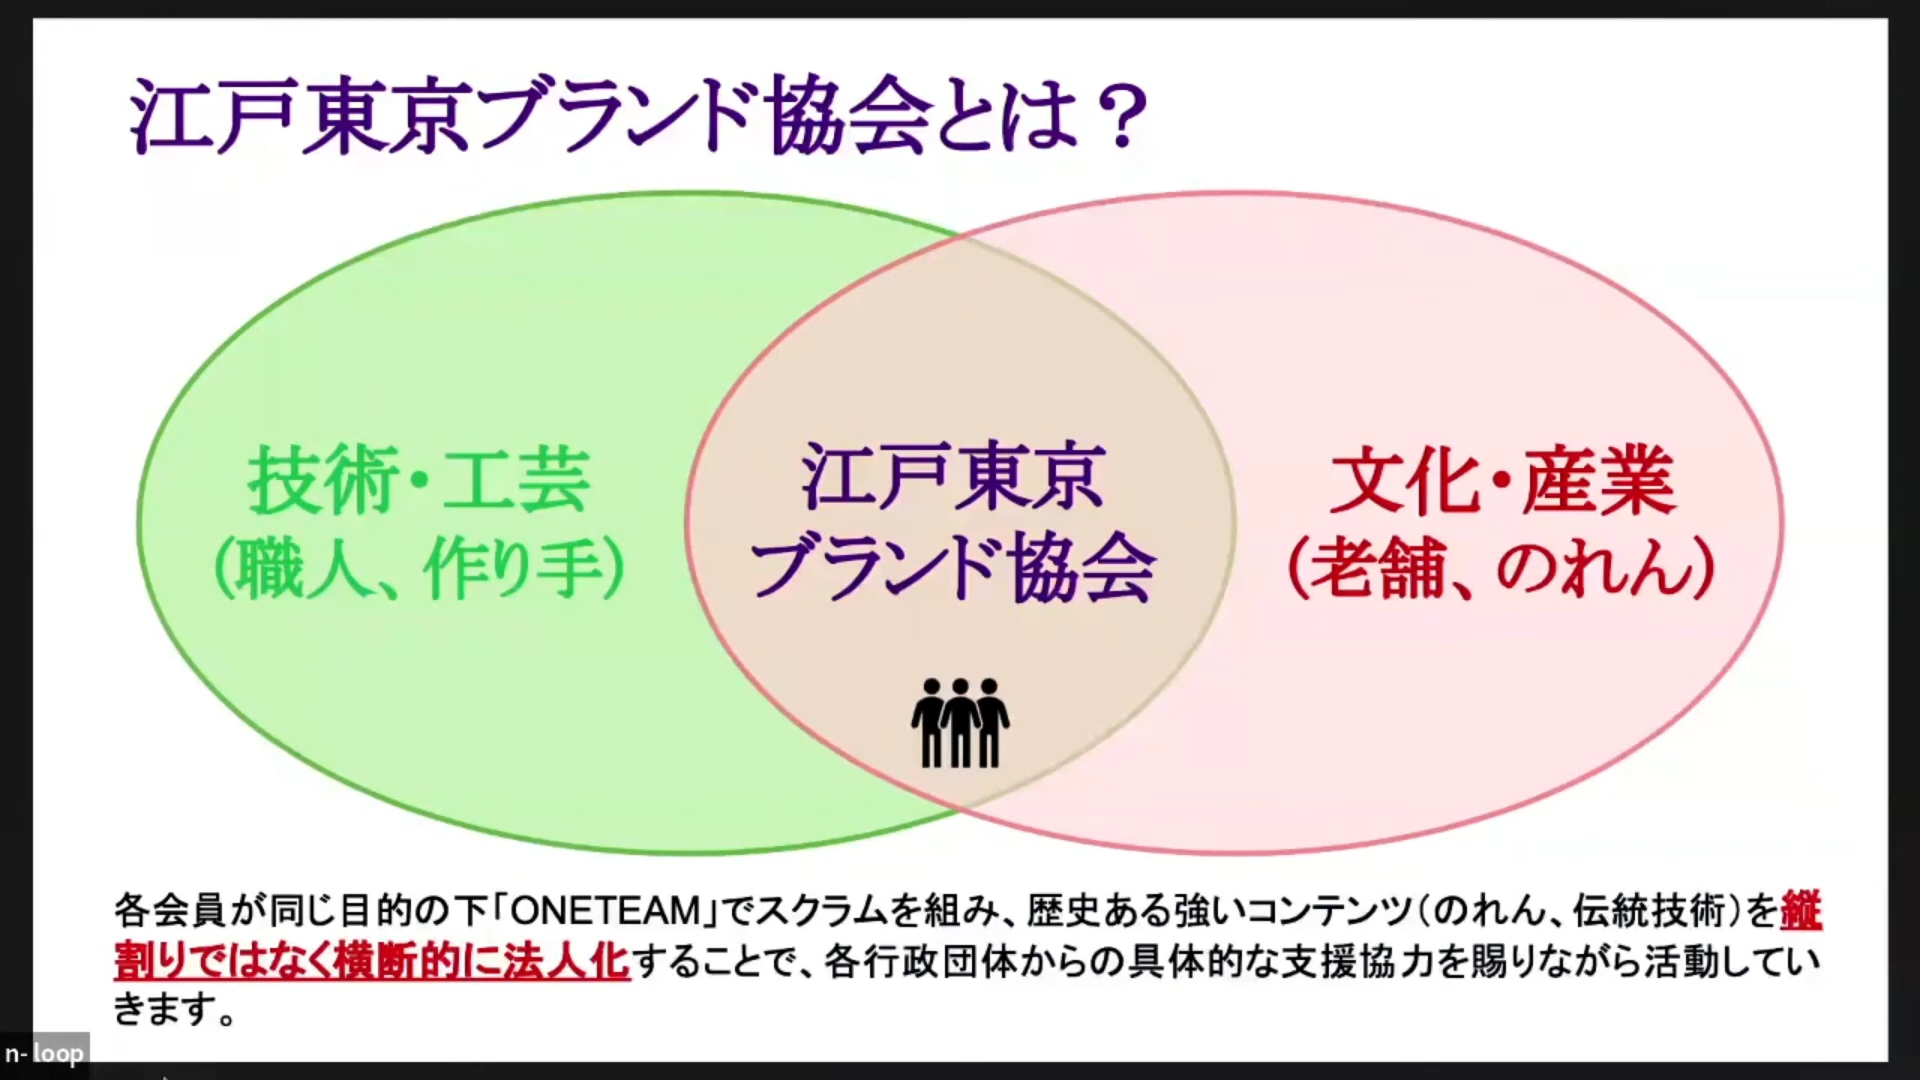 江戸東京ブランド協会とは？
技術・工芸
（職人、作り手）
江戸東京
ブランド協会
文化・産業
（老舗、のれん）
各会員が同じ目的の下「ONETEAM」でスクラムを組み、歴史ある強いコンテンツ（のれん、伝統技術）を縦
割りではなく横断的に法人化することで、各行政団体からの具体的な支援協力を賜りながら活動してい
きます。
n-loop